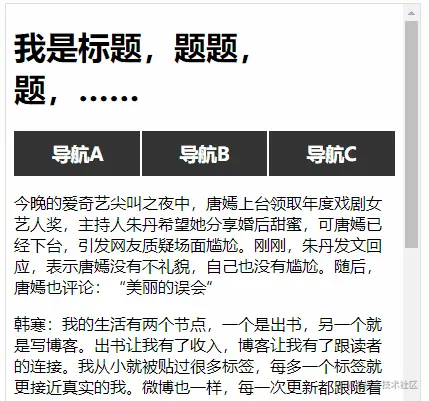 我是标题，题题，
题，……
导航A 导航B 导航C
今晚的爱奇艺尖叫之夜中，唐嫣上台领取年度戏剧女
艺人奖，主持人朱丹希望她分享婚后甜蜜，可唐嫣已
经下台，引发网友质疑场面尴尬。刚刚，朱丹发文回
应，表示唐嫣没有不礼貌，自己也没有尴尬。随后，
唐嫣也评论：“美丽的误会”
韩寒：我的生活有两个节点，一个是出书，另一个就
是写博客。出书让我有了收入，博客让我有了跟读者
的连接。我从小就被贴过很多标签，每多一个标签就
更接近真实的我。微博也一样，每一次更新都跟随着
技术社区